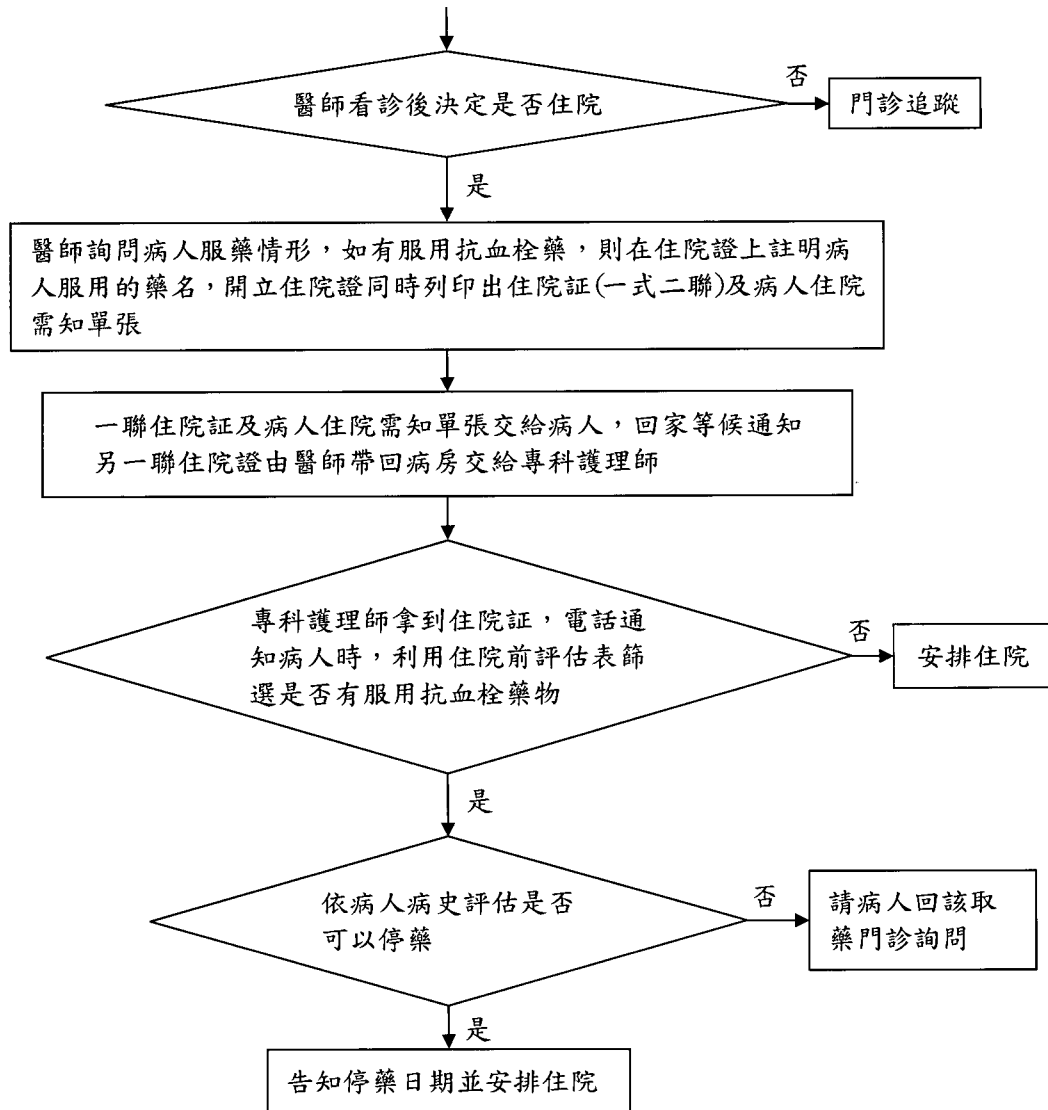 醫師看診後決定是否住院
否
門診追蹤
是
醫師詢問病人服藥情形，如有服用抗血栓藥，則在住院證上註明病
人服用的藥名，開立住院證同時列印出住院証(一式二聯)及病人住院
需知單張
一聯住院証及病人住院需知單張交給病人，回家等候通知
另一聯住院證由醫師帶回病房交給專科護理師
專科護理師拿到住院証，電話通
知病人時，利用住院前評估表篩
選是否有服用抗血栓藥物
否
安排住院
是
依病人病史評估是否
可以停藥
否
請病人回該取
藥門診詢問
是
告知停藥日期並安排住院